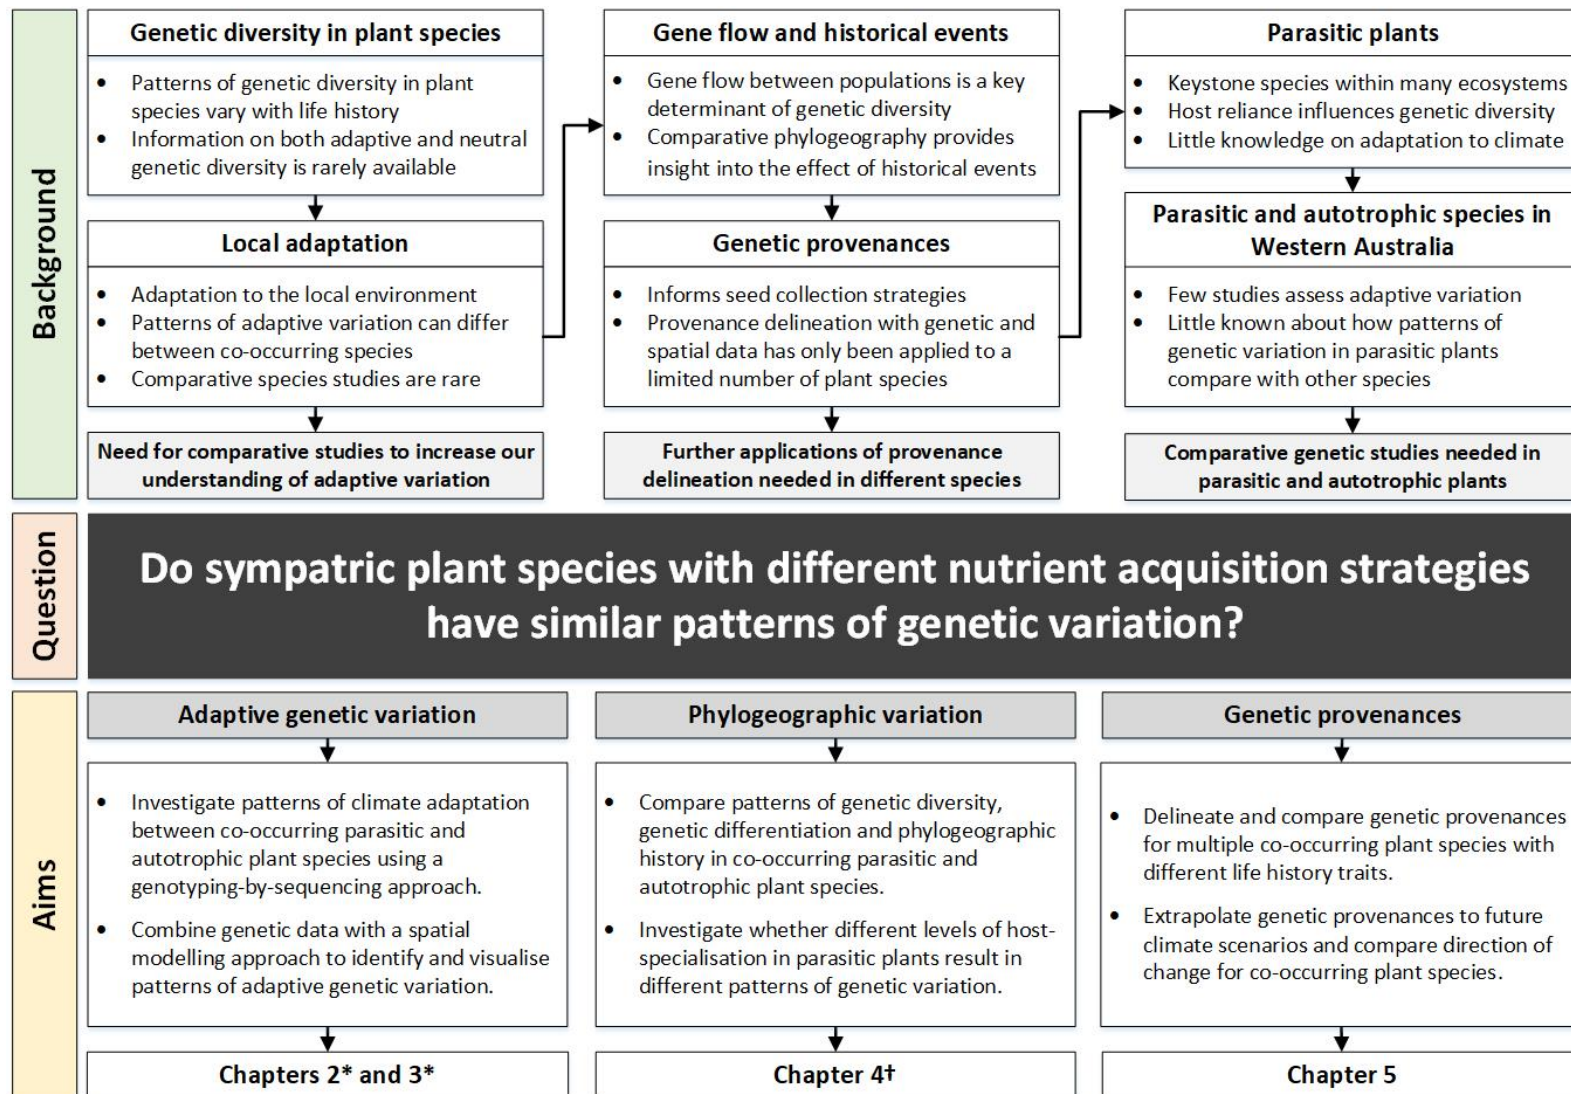 Background
Genetic diversity in plant species
• Patterns of genetic diversity in plant
species vary with life history
• Information on both adaptive and neutral
genetic diversity is rarely available
Local adaptation
• Adaptation to the local environment
• Patterns of adaptive variation can differ
between co-occurring species
• Comparative species studies are rare
Need for comparative studies to increase our
understanding of adaptive variation
Gene flow and historical events
• Gene flow between populations is a key
determinant of genetic diversity
• Comparative phylogeography provides
insight into the effect of historical events
Genetic provenances
• Informs seed collection strategies
• Provenance delineation with genetic and
spatial data has only been applied to a
limited number of plant species
Further applications of provenance
delineation needed in different species
Parasitic plants
• Keystone species within many ecosystems
• Host reliance influences genetic diversity
• Little knowledge on adaptation to climate
Parasitic and autotrophic species in
Western Australia
• Few studies assess adaptive variation
• Little known about how patterns of
genetic variation in parasitic plants
compare with other species
Comparative genetic studies needed in
parasitic and autotrophic plants
Question
Do sympatric plant species with different nutrient acquisition strategies
have similar patterns of genetic variation?
Aims
Adaptive genetic variation
• Investigate patterns of climate adaptation
between co-occurring parasitic and
autotrophic plant species using a
genotyping-by-sequencing approach.
• Combine genetic data with a spatial
modelling approach to identify and visualise
patterns of adaptive genetic variation.
Chapters 2* and 3*
Phylogeographic variation
• Compare patterns of genetic diversity,
genetic differentiation and phylogeographic
history in co-occurring parasitic and
autotrophic plant species.
• Investigate whether different levels of host-
specialisation in parasitic plants result in
different patterns of genetic variation.
Chapter 4†
Genetic provenances
• Delineate and compare genetic provenances
for multiple co-occurring plant species with
different life history traits.
• Extrapolate genetic provenances to future
climate scenarios and compare direction of
change for co-occurring plant species.
Chapter 5